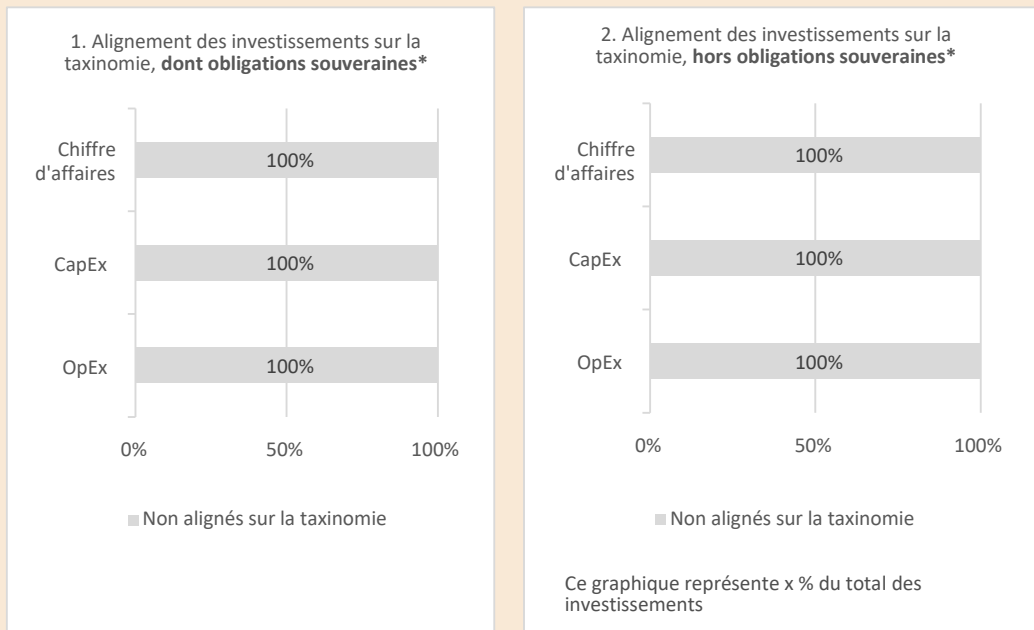 1. Alignement des investissements sur la
taxinomie, dont obligations souveraines*
Chiffre
d'affaires
100%
CapEx
100%
OpEx
100%
0%
50%
100%
Non alignés sur la taxinomie
2. Alignement des investissements sur la
taxinomie, hors obligations souveraines*
Chiffre
d'affaires
100%
CapEx
100%
OpEx
100%
0%
50%
100%
Non alignés sur la taxinomie
Ce graphique représente x % du total des
investissements